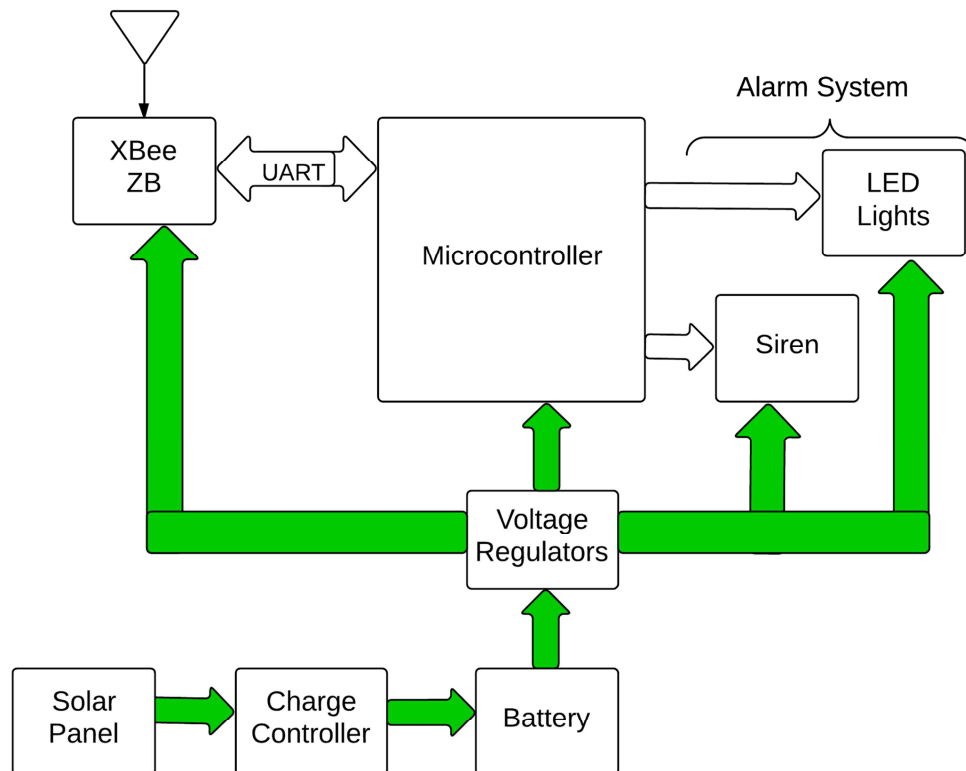 Alarm System
XBee
ZB
UART
LED
Lights
Microcontroller
Siren
Voltage
Regulators
Solar
Panel
Charge
Controller
Battery